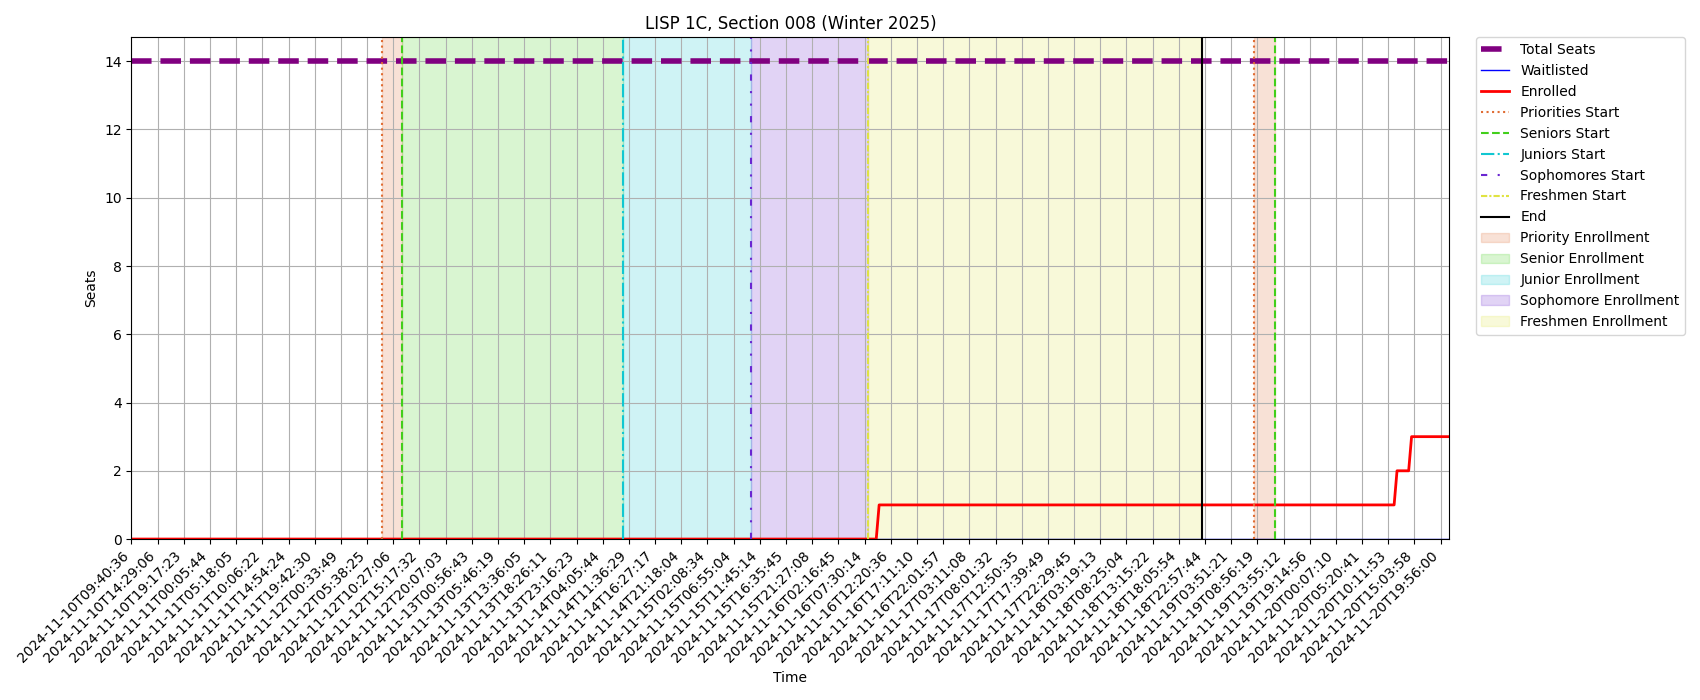 LISP 1C, Section 008 (Winter 2025)
14
12
10
8
6
4
2
0
Seats
2024-11-10T09:40:36
2024-11-10T14:29:06
2024-11-10T19:17:23
2024-11-11T00:05:44
2024-11-11T05:18:05
2024-11-11T10:06:22
2024-11-11T14:54:24
2024-11-11T19:42:30
2024-11-12T00:33:49
2024-11-12T05:38:25
2024-11-12T10:27:06
2024-11-12T15:17:32
2024-11-12T20:07:03
2024-11-13T00:56:43
2024-11-13T05:46:19
2024-11-13T13:36:05
2024-11-13T18:26:11
2024-11-13T23:16:23
2024-11-14T04:05:44
2024-11-14T11:36:29
2024-11-14T16:27:17
2024-11-14T21:18:04
2024-11-15T02:08:34
2024-11-15T06:55:04
2024-11-15T11:45:14
2024-11-15T16:35:45
2024-11-15T21:27:08
2024-11-16T02:16:45
2024-11-16T07:30:14
2024-11-16T12:20:36
2024-11-16T17:11:10
2024-11-16T22:01:57
2024-11-17T03:11:08
2024-11-17T08:01:32
2024-11-17T12:50:35
2024-11-17T17:39:49
2024-11-17T22:29:45
2024-11-18T03:19:13
2024-11-18T08:25:04
2024-11-18T13:15:22
2024-11-18T18:05:54
2024-11-18T22:57:44
2024-11-19T03:51:21
2024-11-19T08:56:19
2024-11-19T13:55:12
2024-11-19T19:14:56
2024-11-20T00:07:10
2024-11-20T05:20:41
2024-11-20T10:11:53
2024-11-20T15:03:58
2024-11-20T19:56:00
Time
Total Seats
Waitlisted
Enrolled
Priorities Start
Seniors Start
Juniors Start
Sophomores Start
Freshmen Start
End
Priority Enrollment
Senior Enrollment
Junior Enrollment
Sophomore Enrollment
Freshmen Enrollment